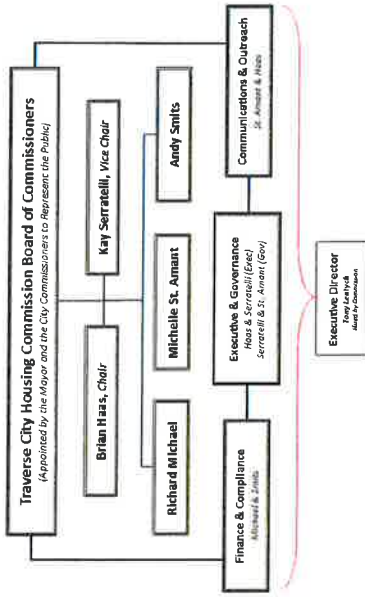 Traverse City Housing Commission Board of Commissioners
(Appointed by the Mayor and the City Commissioners to Represent the Public)
Brian Haas, Chair
Kay Serratelli, Vice Chair
Richard Michael
Michelle St. Amant
Andy Smits
Finance & Compliance
Michael & Smits
Executive & Governance
Haas & Serratelli (Exec)
Serratelli & St. Amant (Gov)
Communications & Outreach
St. Amant & Haas
Executive Director
Tony Lentych
Hired by Commission